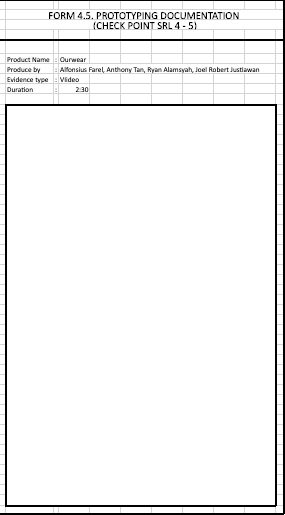 FORM 4.5. PROTOTYPING DOCUMENTATION
(CHECK POINT SRL 4 - 5)
Product Name : Ourwear
Produce by : Alfonsius Farel, Anthony Tan, Ryan Alamsyah, Joel Robert Justiawan
Evidence type : VIideo
Duration : 2:30